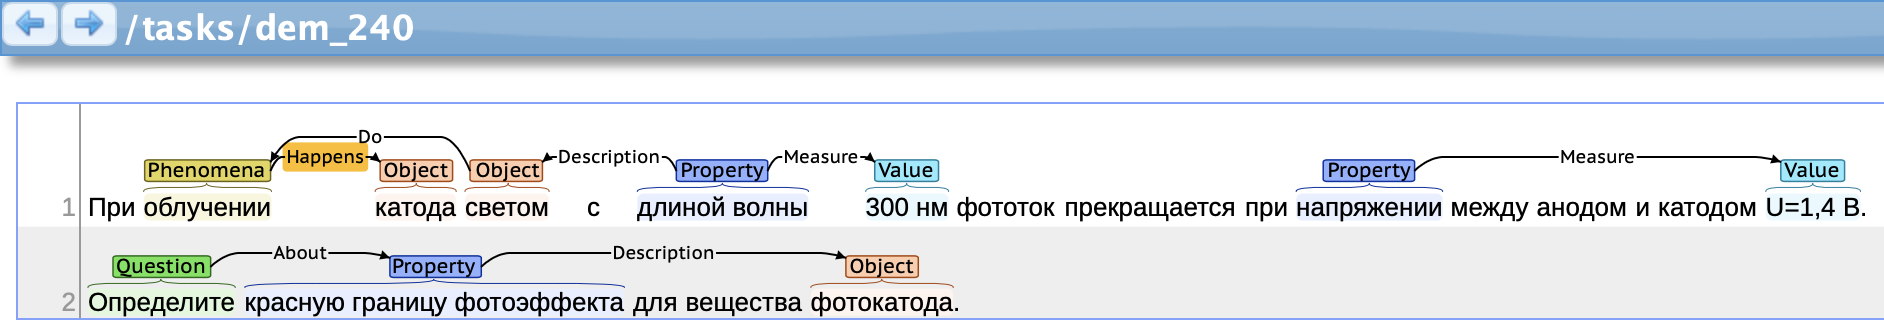 /tasks/dem_240
Do
Happens Description Measure Measure
Phenomena Object Object Property Value Property Value
1 При облучении катода светом с длиной волны 300 нм фототок прекращается при напряжении между анодом и катодом U=1,4 В.
About Description
Question Property Object
2 Определите красную границу фотоэффекта для вещества фотокатода.